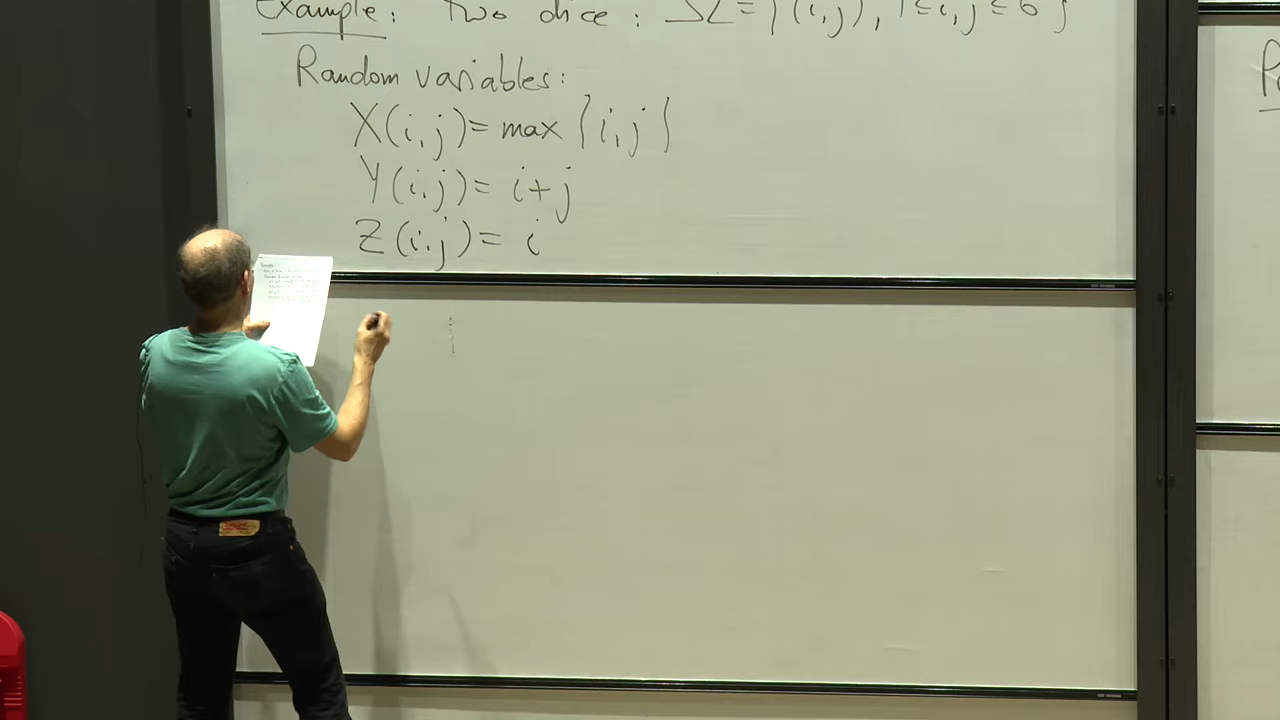 Example: Two dice: Ω = {(i,j), 1≤i,j≤6}
Random variables:
X(i,j) = max {i,j}
Y(i,j) = i+j
Z(i,j) = i